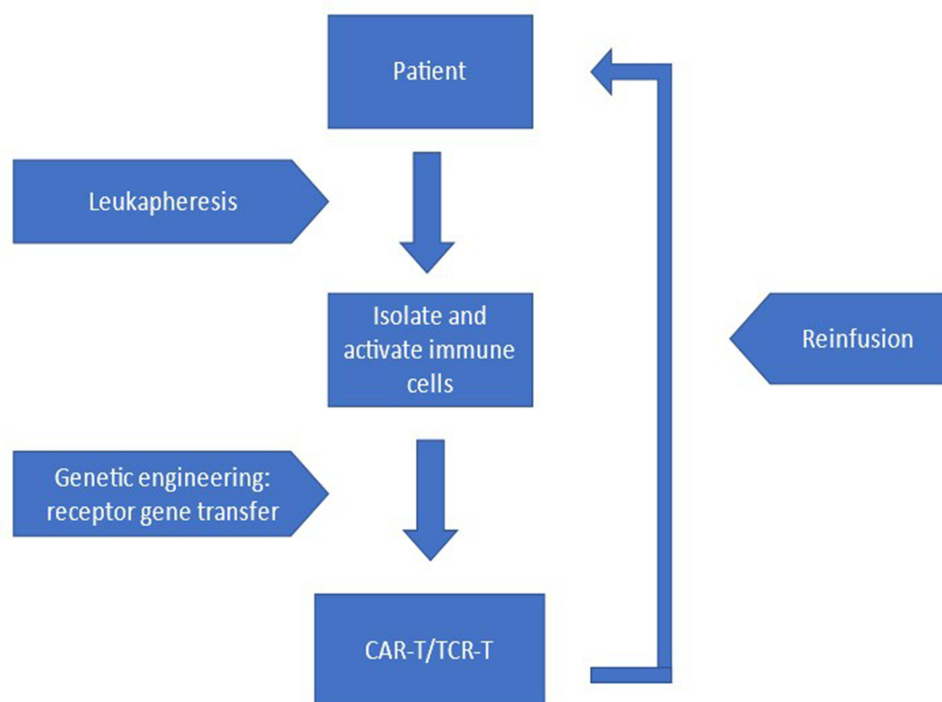 Patient
Leukapheresis
Isolate and
activate immune
cells
Reinfusion
Genetic engineering:
receptor gene transfer
CAR-T/TCR-T